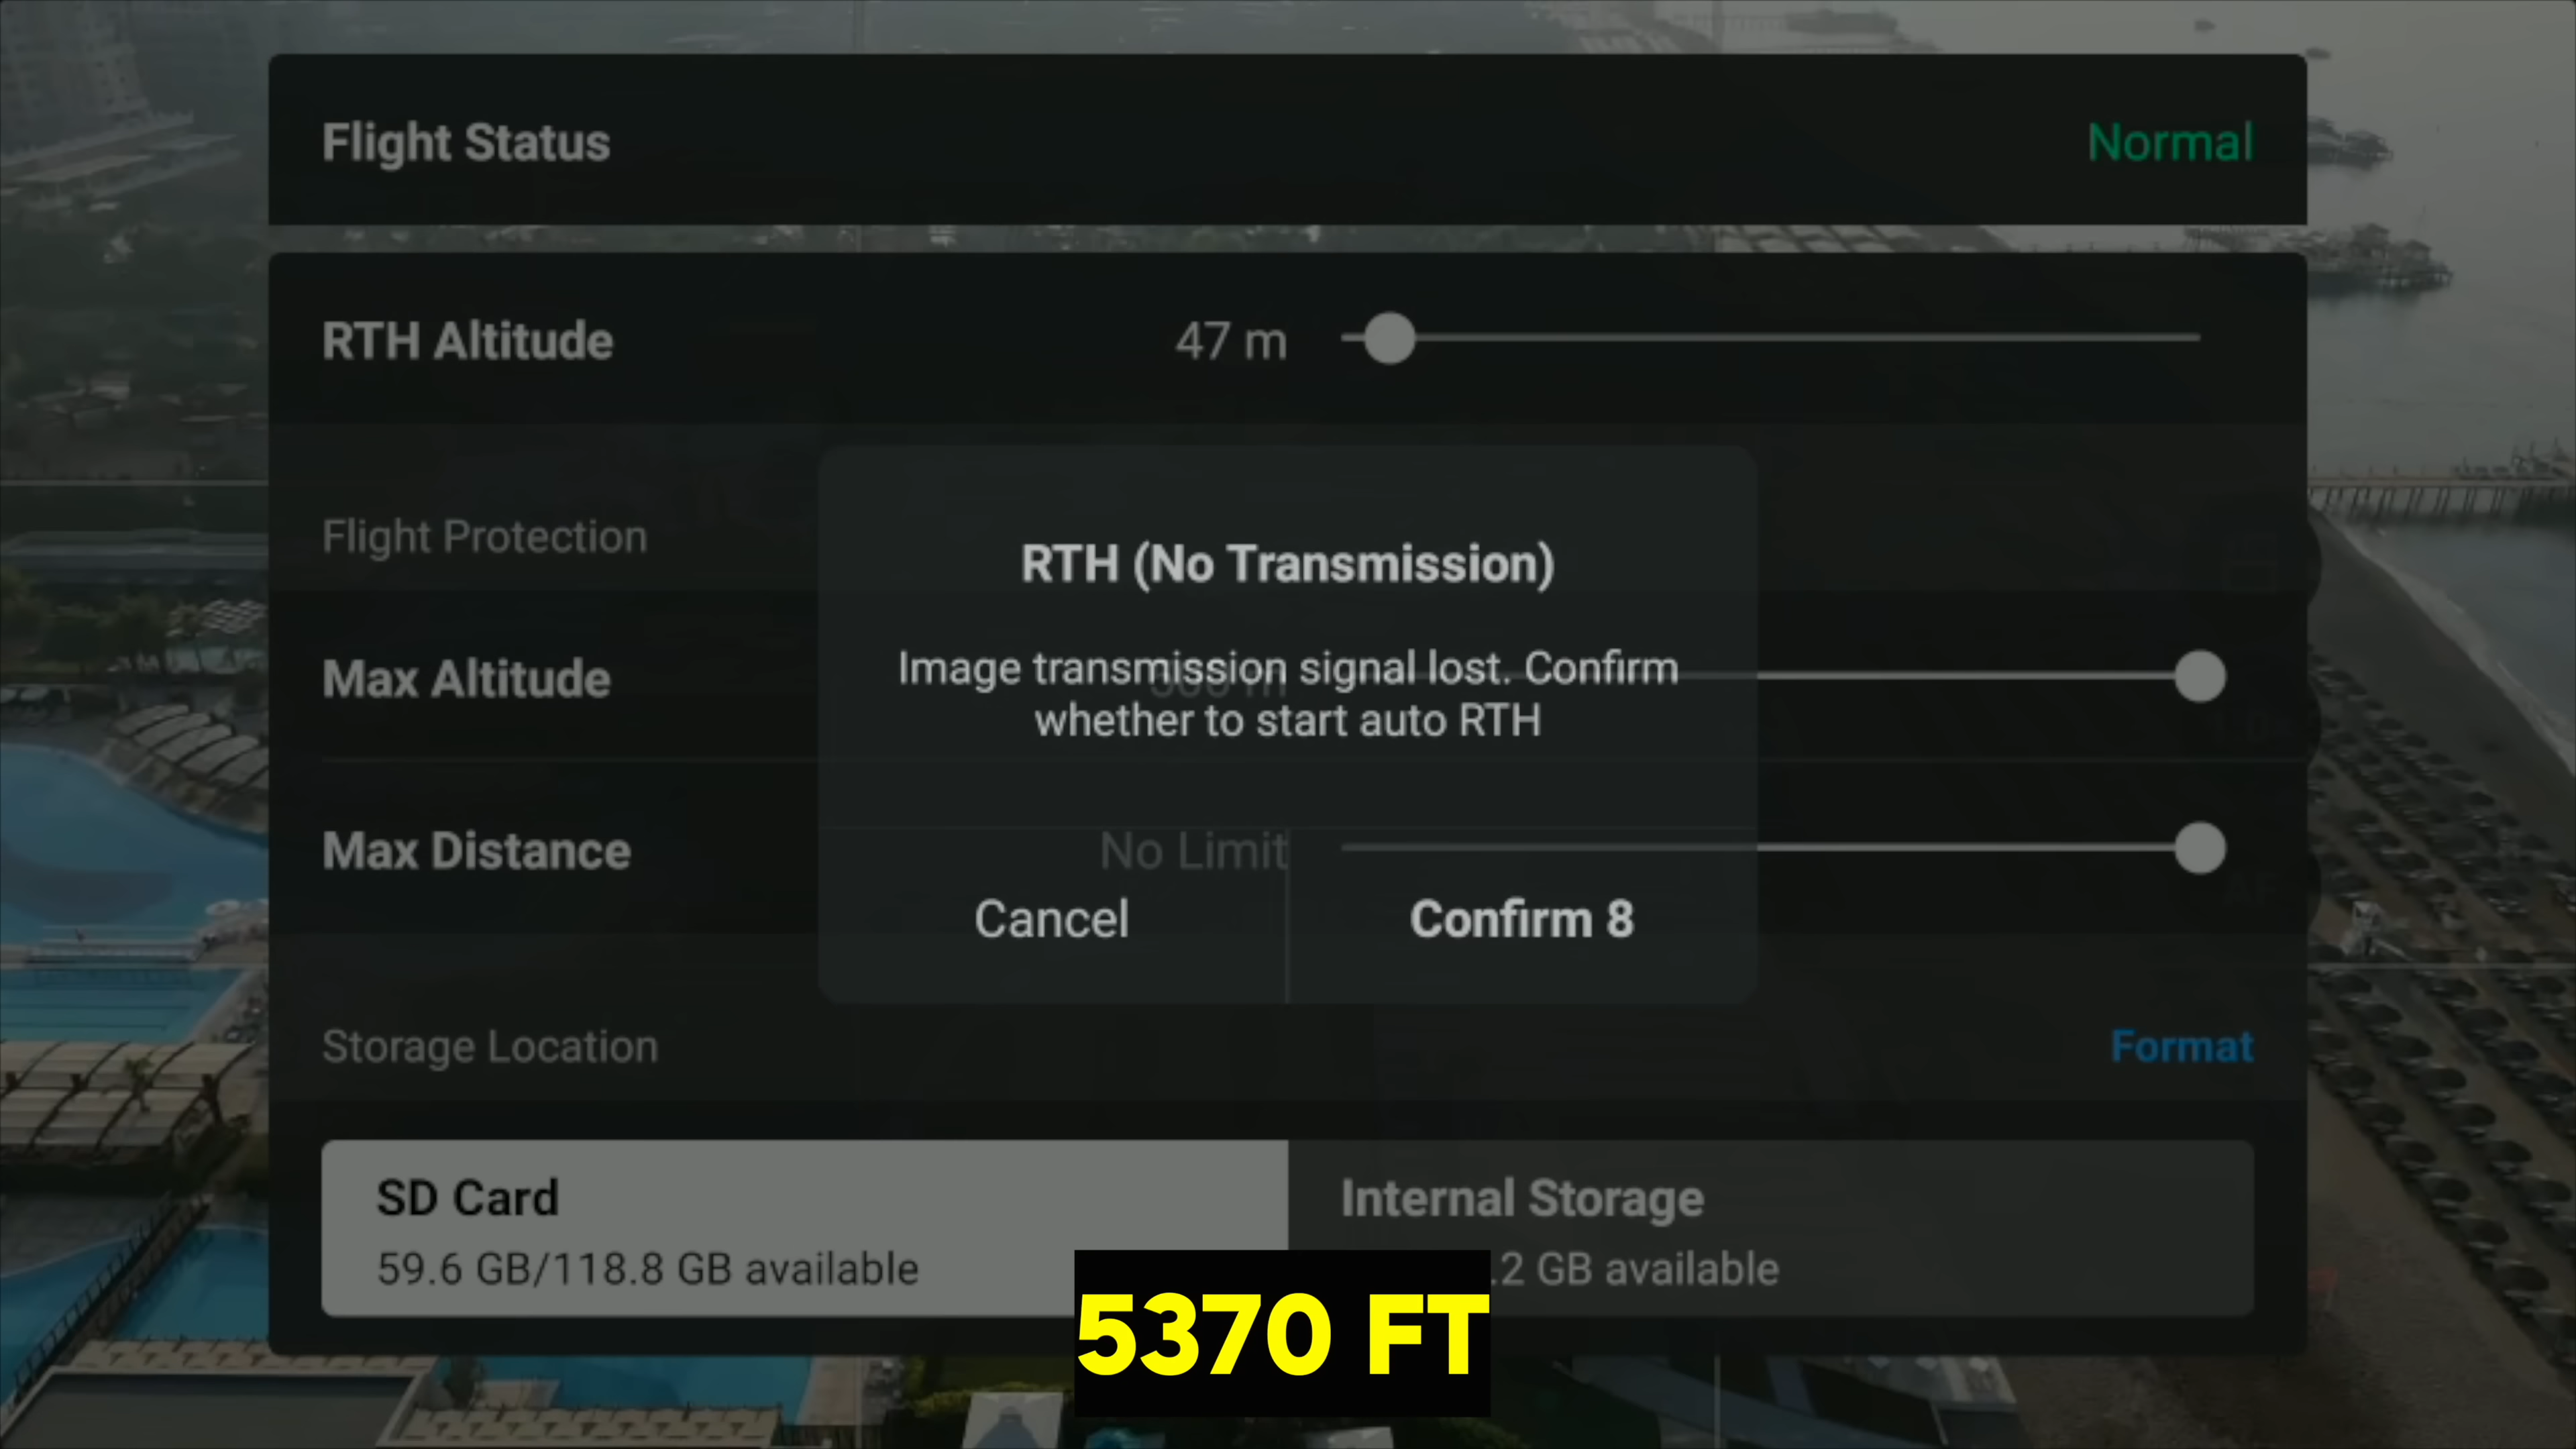 Flight Status
Normal
RTH Altitude
47 m
Flight Protection
RTH (No Transmission)
Image transmission signal lost. Confirm
whether to start auto RTH
Max Altitude
Max Distance
No Limit
Cancel
Confirm 8
Storage Location
Format
SD Card
59.6 GB/118.8 GB available
Internal Storage
.2 GB available
5370 FT